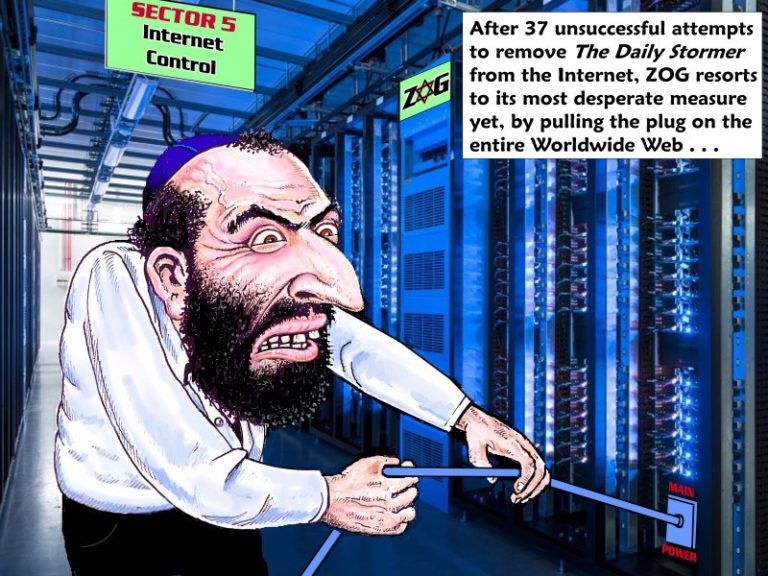 SECTOR 5
Internet
Control
ZOG
After 37 unsuccessful attempts
to remove The Daily Stormer
from the Internet, ZOG resorts
to its most desperate measure
yet, by pulling the plug on the
entire Worldwide Web . . .
MAIN
POWER